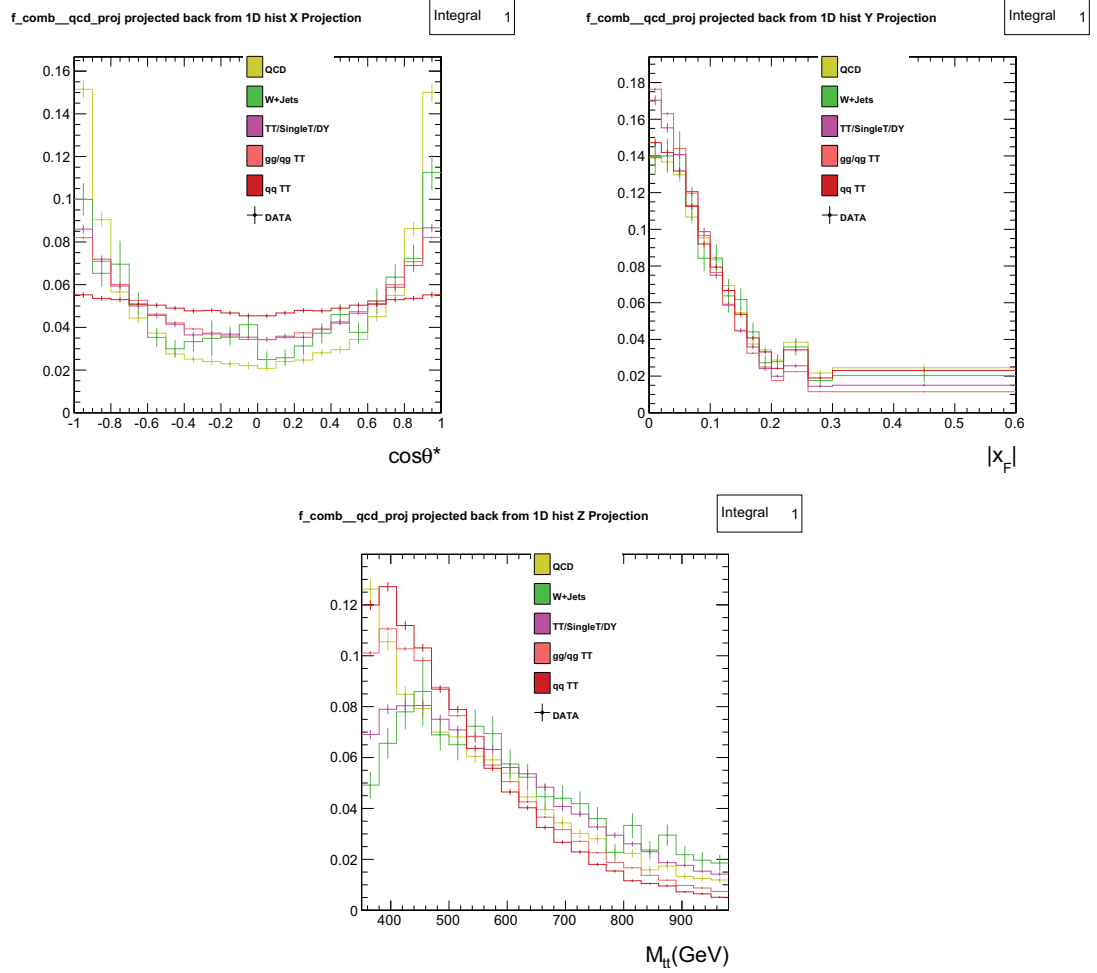 f_comb__qcd_proj projected back from 1D hist X Projection
Integral 1
QCD
W+Jets
TT/SingleT/DY
gg/qg TT
qq TT
DATA
0.16
0.14
0.12
0.1
0.08
0.06
0.04
0.02
0
-1 -0.8 -0.6 -0.4 -0.2 0 0.2 0.4 0.6 0.8 1
cosθ*
f_comb__qcd_proj projected back from 1D hist Y Projection
Integral 1
QCD
W+Jets
TT/SingleT/DY
gg/qg TT
qq TT
DATA
0.18
0.16
0.14
0.12
0.1
0.08
0.06
0.04
0.02
0
0 0.1 0.2 0.3 0.4 0.5 0.6
|x_F|
f_comb__qcd_proj projected back from 1D hist Z Projection
Integral 1
QCD
W+Jets
TT/SingleT/DY
gg/qg TT
qq TT
DATA
0.12
0.1
0.08
0.06
0.04
0.02
0
400 500 600 700 800 900
M_tt(GeV)